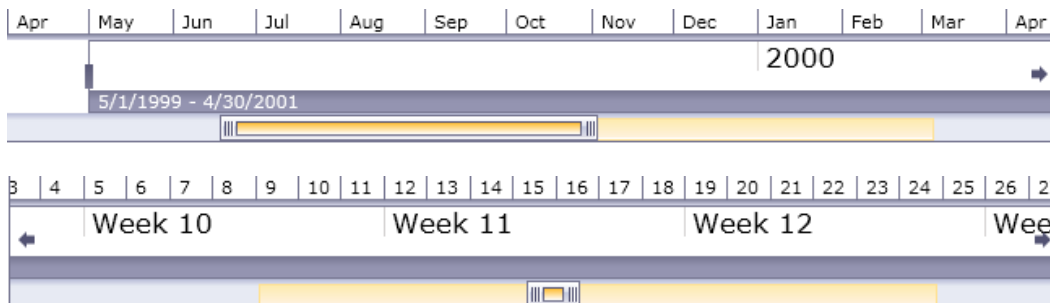 Apr May Jun Jul Aug Sep Oct Nov Dec Jan Feb Mar Apr
2000
5/1/1999 - 4/30/2001
3 4 5 6 7 8 9 10 11 12 13 14 15 16 17 18 19 20 21 22 23 24 25 26 2
Week 10 Week 11 Week 12 Wee